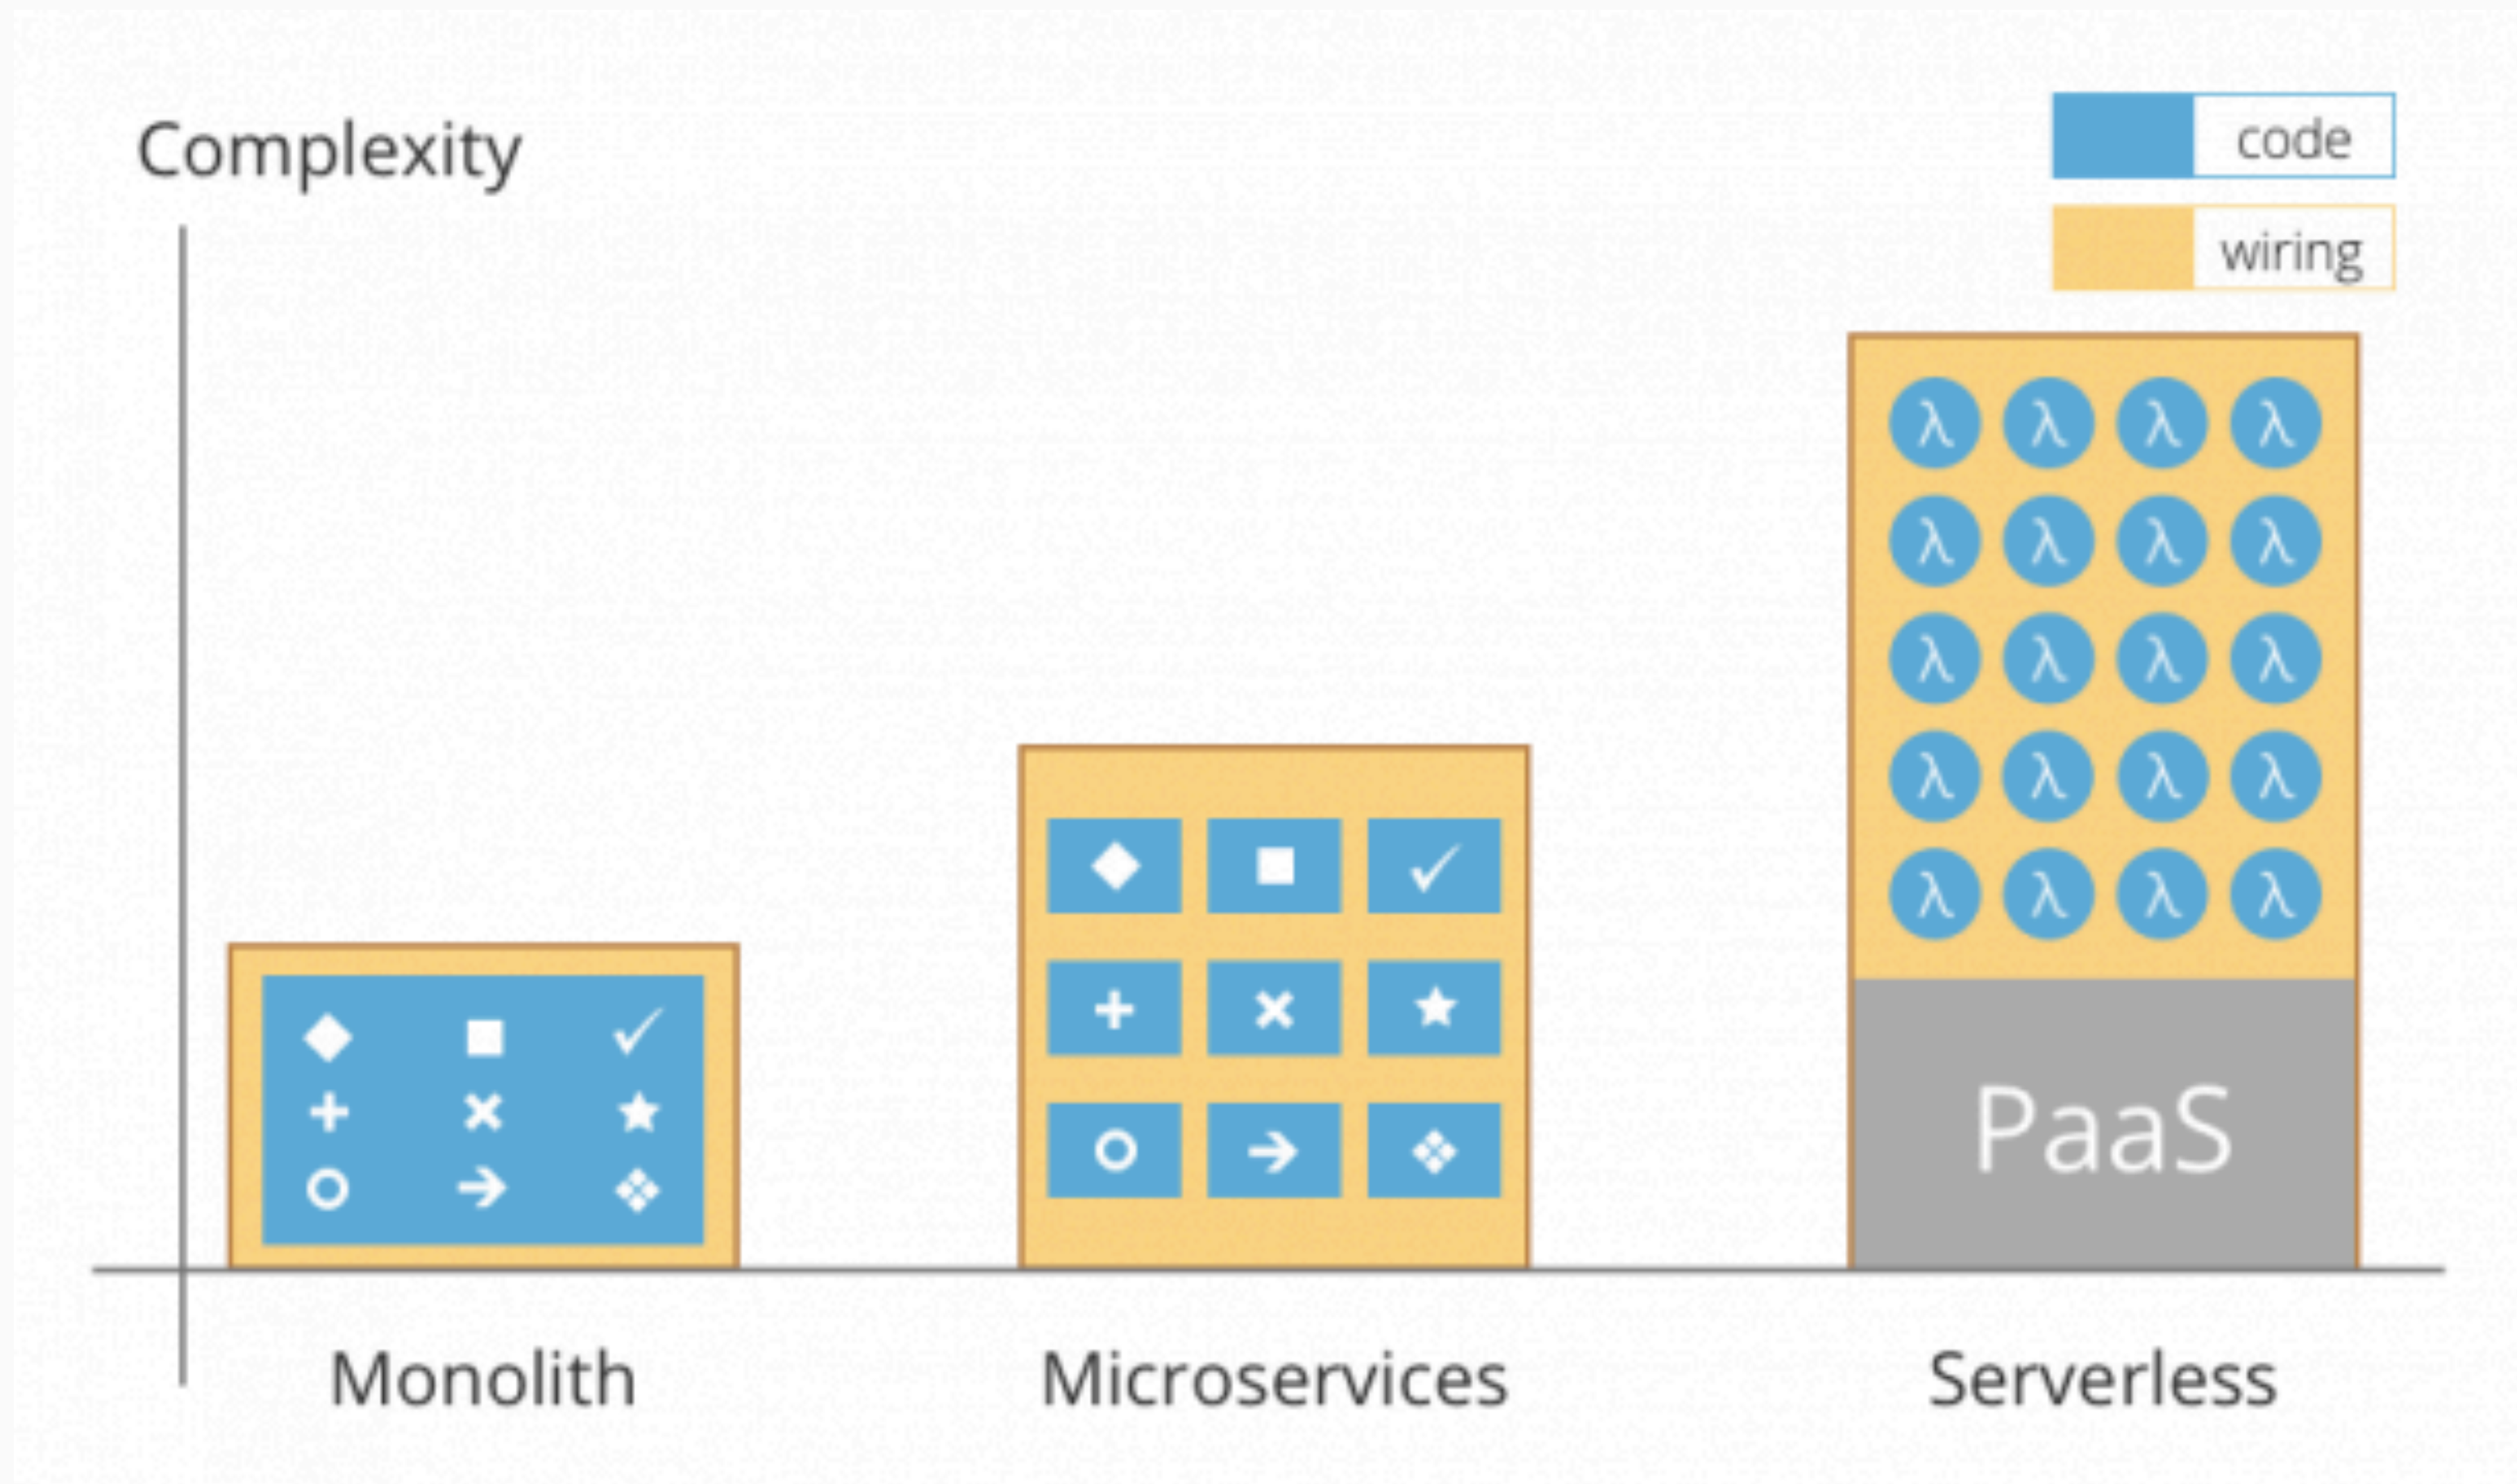 Complexity
code
wiring
λ λ λ λ
λ λ λ λ
λ λ λ λ
λ λ λ λ
λ λ λ λ
PaaS
Monolith
Microservices
Serverless